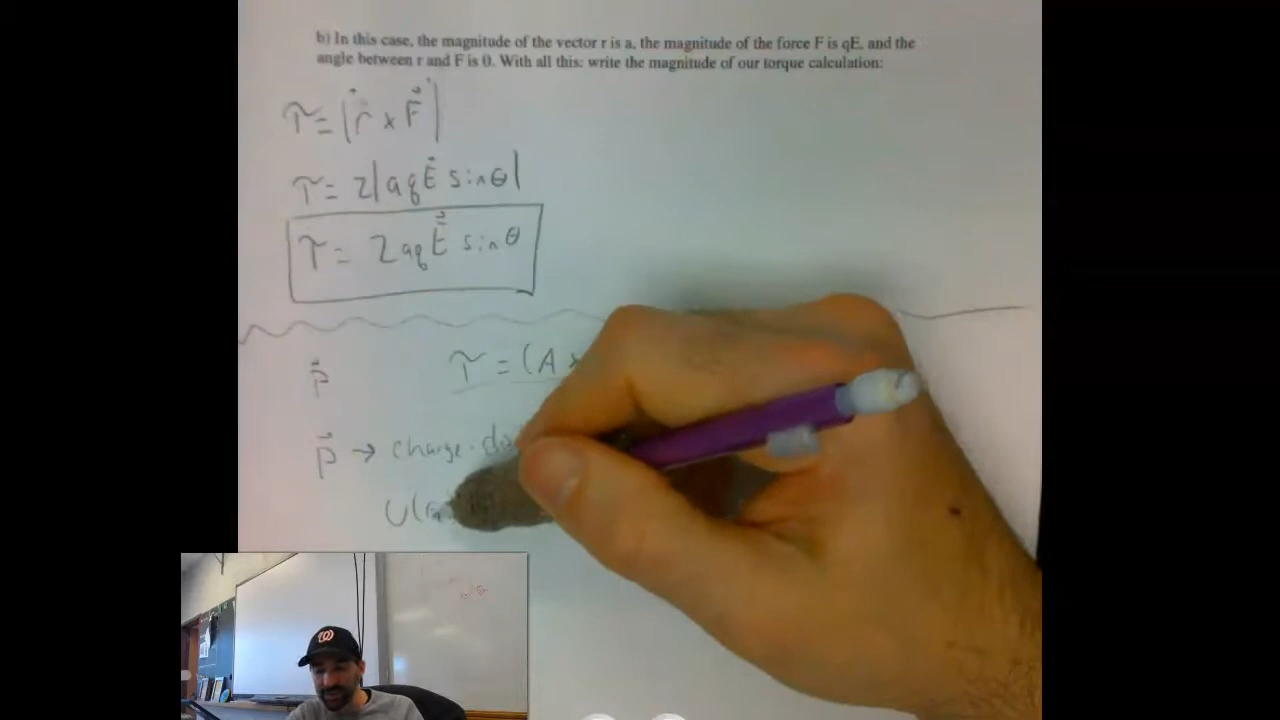 b) In this case, the magnitude of the vector r is a, the magnitude of the force F is qE, and the
angle between r and F is θ. With all this: write the magnitude of our torque calculation:
τ = |r⃗ × F⃗|
τ = 2|aqE⃗ sinθ|
τ = 2aqE⃗ sinθ
p⃗ τ = (A ×
p⃗ → charge ·
U(